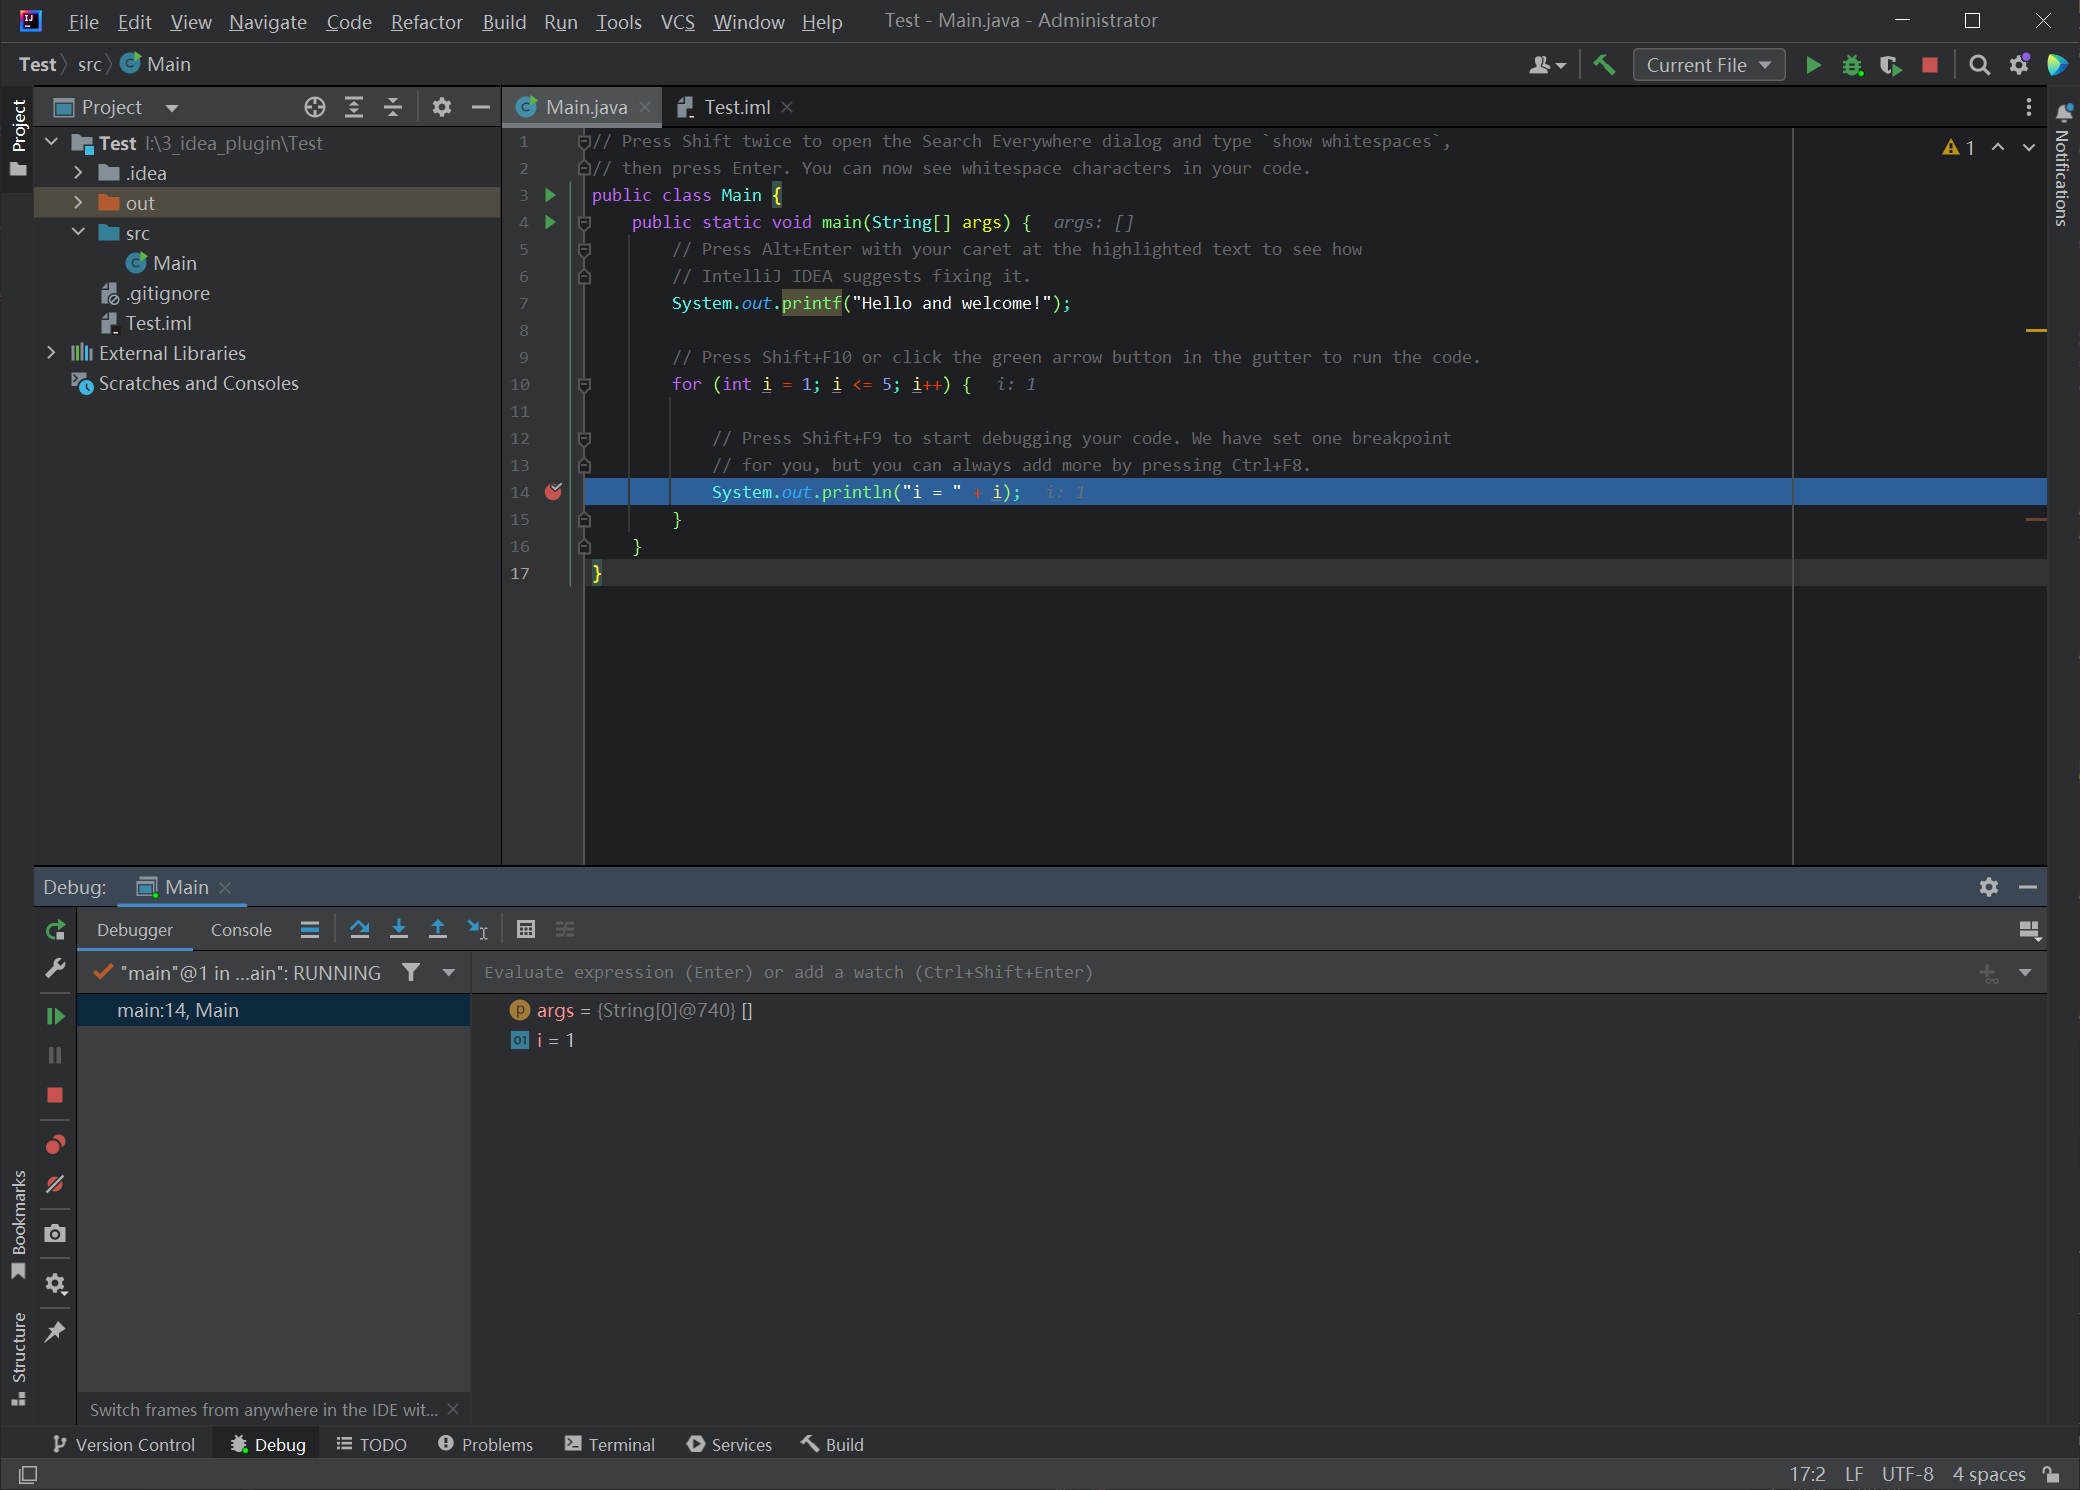 File Edit View Navigate Code Refactor Build Run Tools VCS Window Help Test - Main.java - Administrator
Test src Main
Current File
Project
Project
Main.java
Test.iml
Notifications
Test I:\3_idea_plugin\Test
.idea
out
src
Main
.gitignore
Test.iml
External Libraries
Scratches and Consoles
1 // Press Shift twice to open the Search Everywhere dialog and type `show whitespaces`,
2 // then press Enter. You can now see whitespace characters in your code.
3 public class Main {
4 public static void main(String[] args) { args: []
5 // Press Alt+Enter with your caret at the highlighted text to see how
6 // IntelliJ IDEA suggests fixing it.
7 System.out.printf("Hello and welcome!");
8
9 // Press Shift+F10 or click the green arrow button in the gutter to run the code.
10 for (int i = 1; i <= 5; i++) { i: 1
11
12 // Press Shift+F9 to start debugging your code. We have set one breakpoint
13 // for you, but you can always add more by pressing Ctrl+F8.
14 System.out.println("i = " + i); i: 1
15 }
16 }
17 }
1
Debug: Main
Debugger Console
"main"@1 in ...ain": RUNNING
Evaluate expression (Enter) or add a watch (Ctrl+Shift+Enter)
main:14, Main
p args = {String[0]@740} []
01 i = 1
Bookmarks
Structure
Switch frames from anywhere in the IDE wit...
Version Control Debug TODO Problems Terminal Services Build
17:2 LF UTF-8 4 spaces